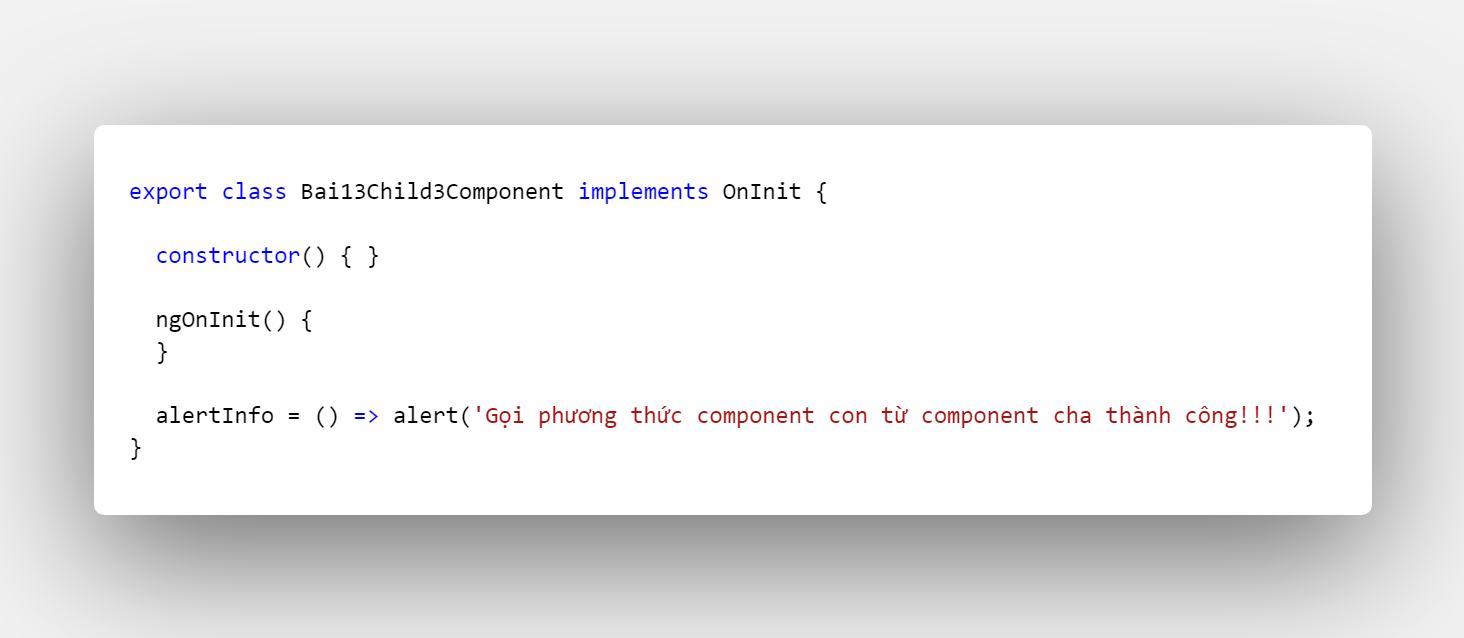 export class Bai13Child3Component implements OnInit {
constructor() { }
ngOnInit() {
}
alertInfo = () => alert('Gọi phương thức component con từ component cha thành công!!!');
}